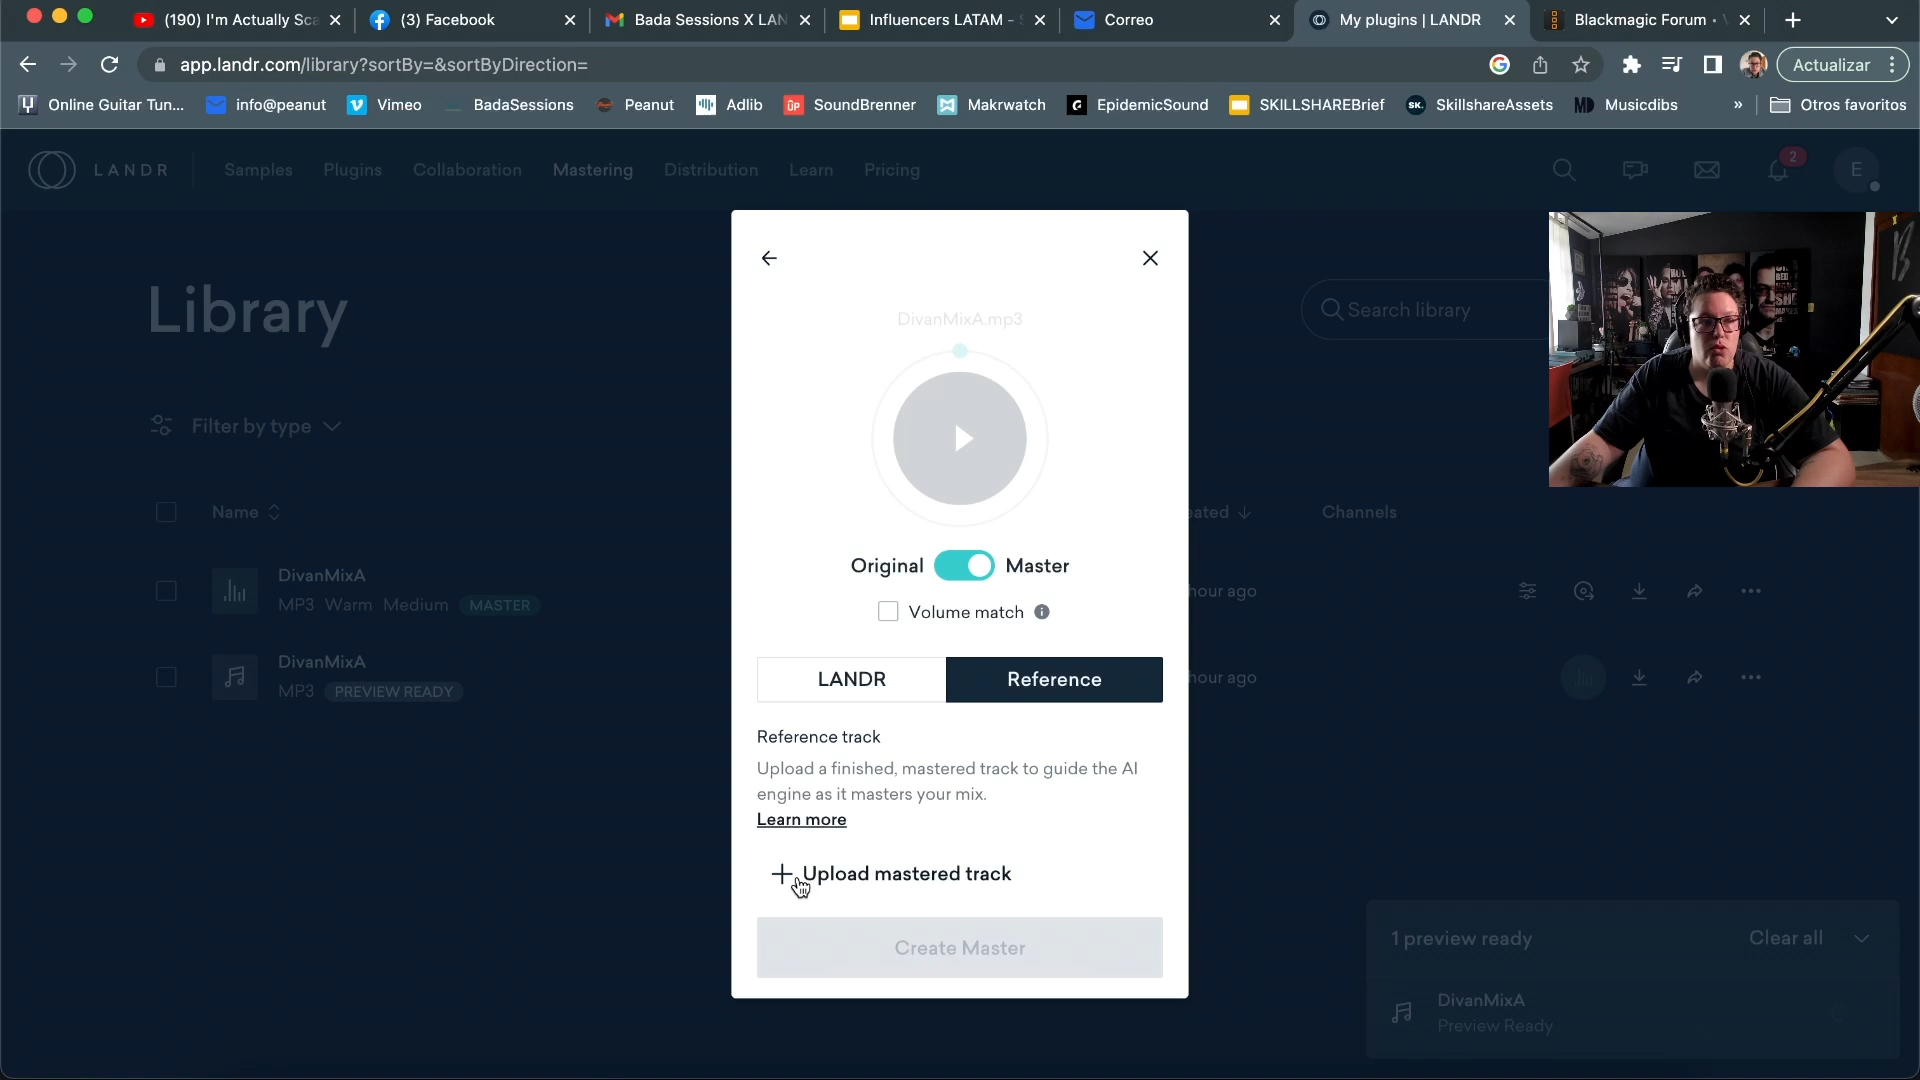 (190) I'm Actually Sca
(3) Facebook
Bada Sessions X LAN
Influencers LATAM - S
Correo
My plugins | LANDR
Blackmagic Forum •
app.landr.com/library?sortBy=&sortByDirection=
Actualizar
Online Guitar Tun...
info@peanut
Vimeo
BadaSessions
Peanut
Adlib
SoundBrenner
Makrwatch
EpidemicSound
SKILLSHAREBrief
SkillshareAssets
Musicdibs
»
Otros favoritos
LANDR
Samples
Plugins
Collaboration
Mastering
Distribution
Learn
Pricing
2
E
Library
Search library
Filter by type
Name
eated
Channels
DivanMixA
MP3 Warm Medium MASTER
hour ago
DivanMixA
MP3 PREVIEW READY
hour ago
DivanMixA.mp3
Original
Master
Volume match
LANDR
Reference
Reference track
Upload a finished, mastered track to guide the AI
engine as it masters your mix.
Learn more
+ Upload mastered track
Create Master
1 preview ready
Clear all
DivanMixA
Preview Ready